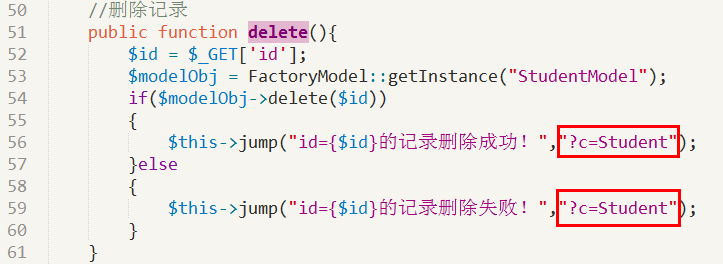 50 //删除记录
51 public function delete(){
52 $id = $_GET['id'];
53 $modelObj = FactoryModel::getInstance("StudentModel");
54 if($modelObj->delete($id))
55 {
56 $this->jump("id={$id}的记录删除成功！","?c=Student");
57 }else
58 {
59 $this->jump("id={$id}的记录删除失败！","?c=Student");
60 }
61 }